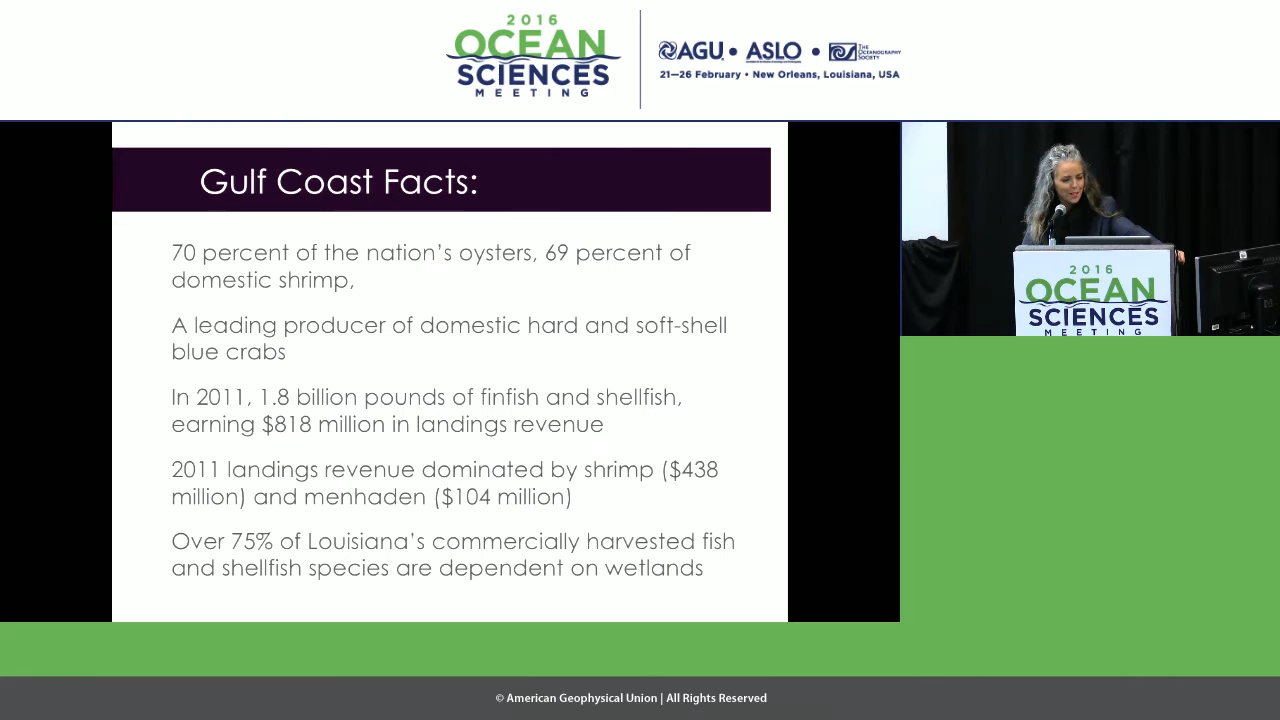 2016
OCEAN
SCIENCES
MEETING
AGU • ASLO • THE OCEANOGRAPHY SOCIETY
21—26 February • New Orleans, Louisiana, USA
Gulf Coast Facts:
70 percent of the nation's oysters, 69 percent of
domestic shrimp,
A leading producer of domestic hard and soft-shell
blue crabs
In 2011, 1.8 billion pounds of finfish and shellfish,
earning $818 million in landings revenue
2011 landings revenue dominated by shrimp ($438
million) and menhaden ($104 million)
Over 75% of Louisiana's commercially harvested fish
and shellfish species are dependent on wetlands
2016
OCEAN
SCIENCES
MEETING
© American Geophysical Union | All Rights Reserved